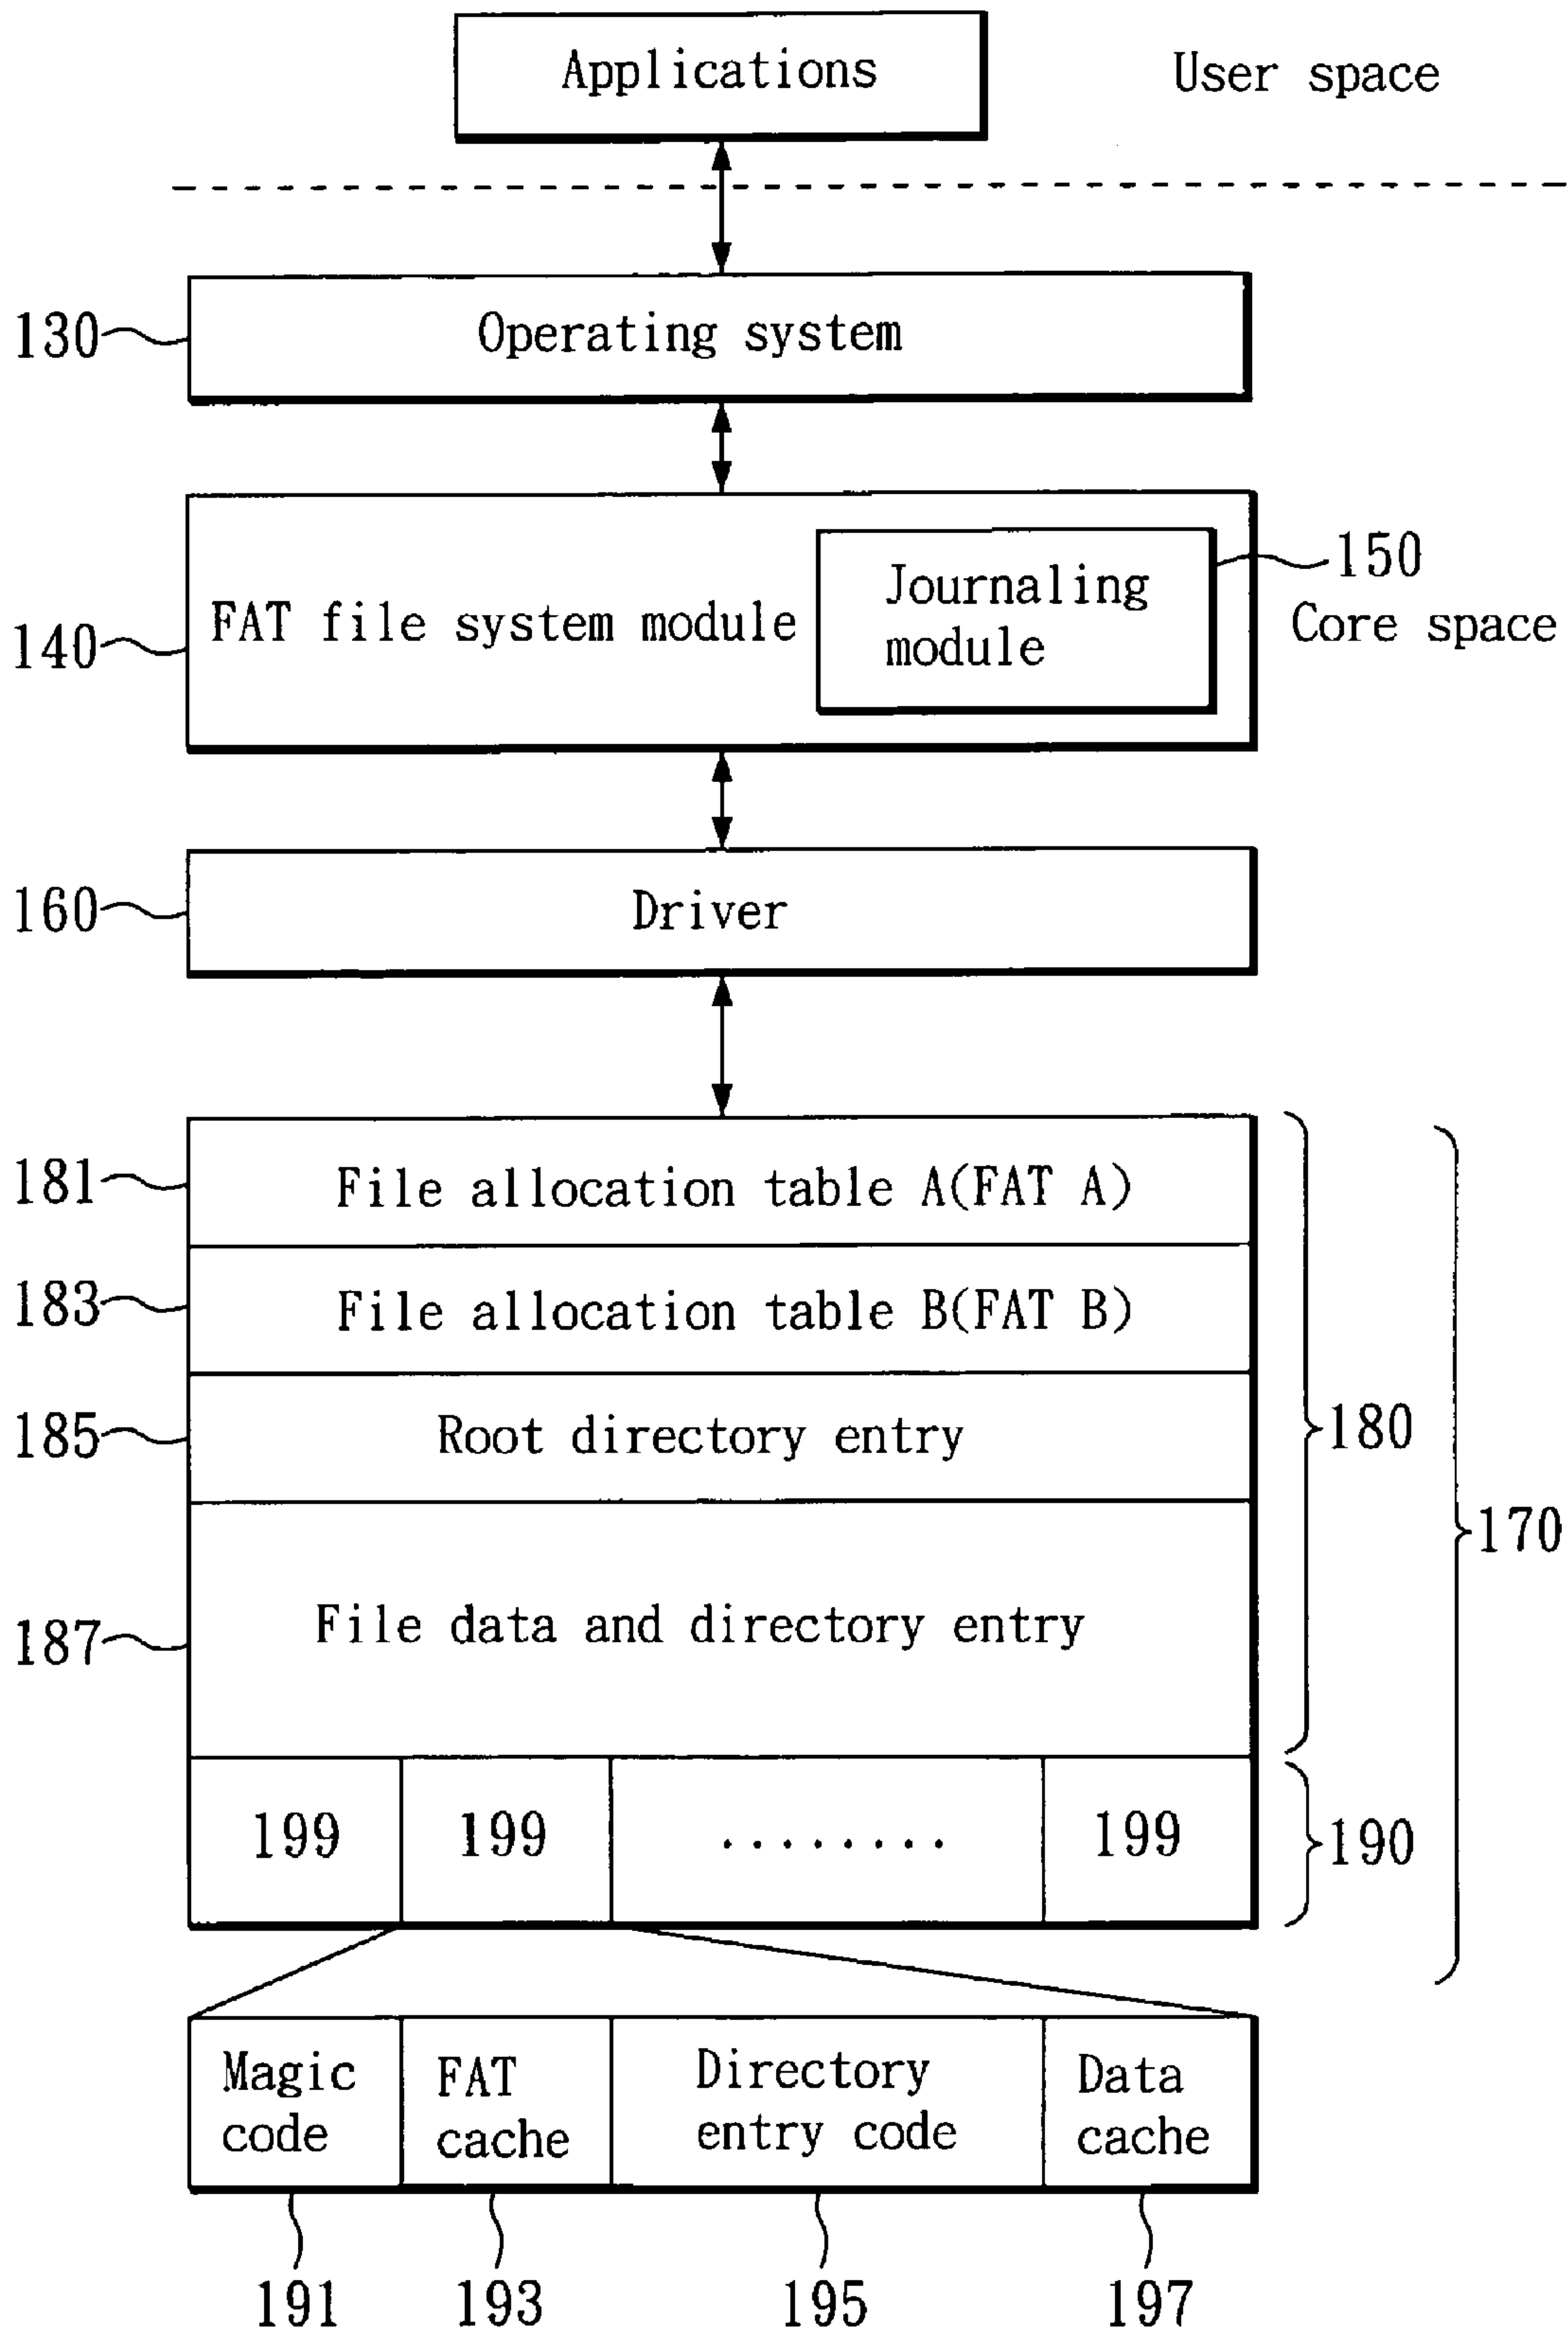 Applications
User space
130
Operating system
150
Journaling
module
FAT file system module
140
Core space
160
Driver
181
File allocation table A(FAT A)
183
File allocation table B(FAT B)
185
Root directory entry
180
170
187
File data and directory entry
199 199 ........ 199
190
Magic
code
FAT
cache
Directory
entry code
Data
cache
191 193 195 197